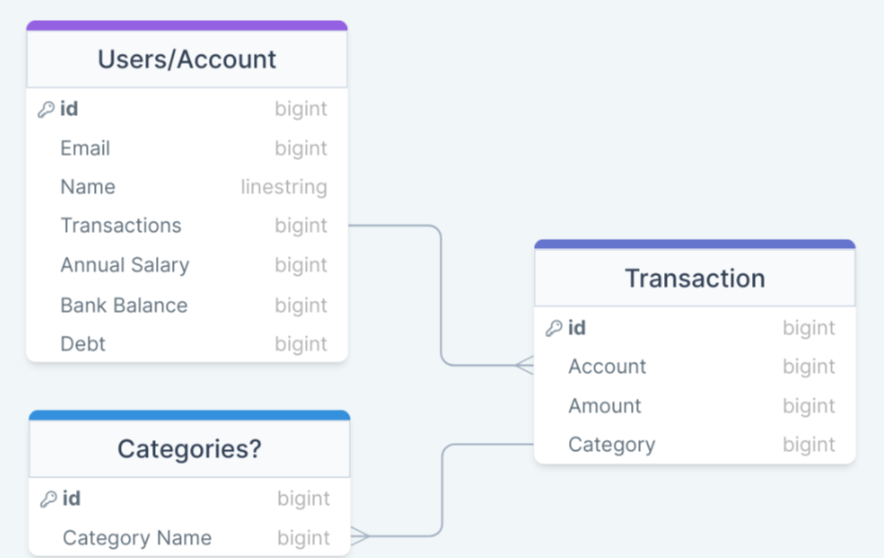 Users/Account
id bigint
Email bigint
Name linestring
Transactions bigint
Annual Salary bigint
Bank Balance bigint
Debt bigint
Transaction
id bigint
Account bigint
Amount bigint
Category bigint
Categories?
id bigint
Category Name bigint